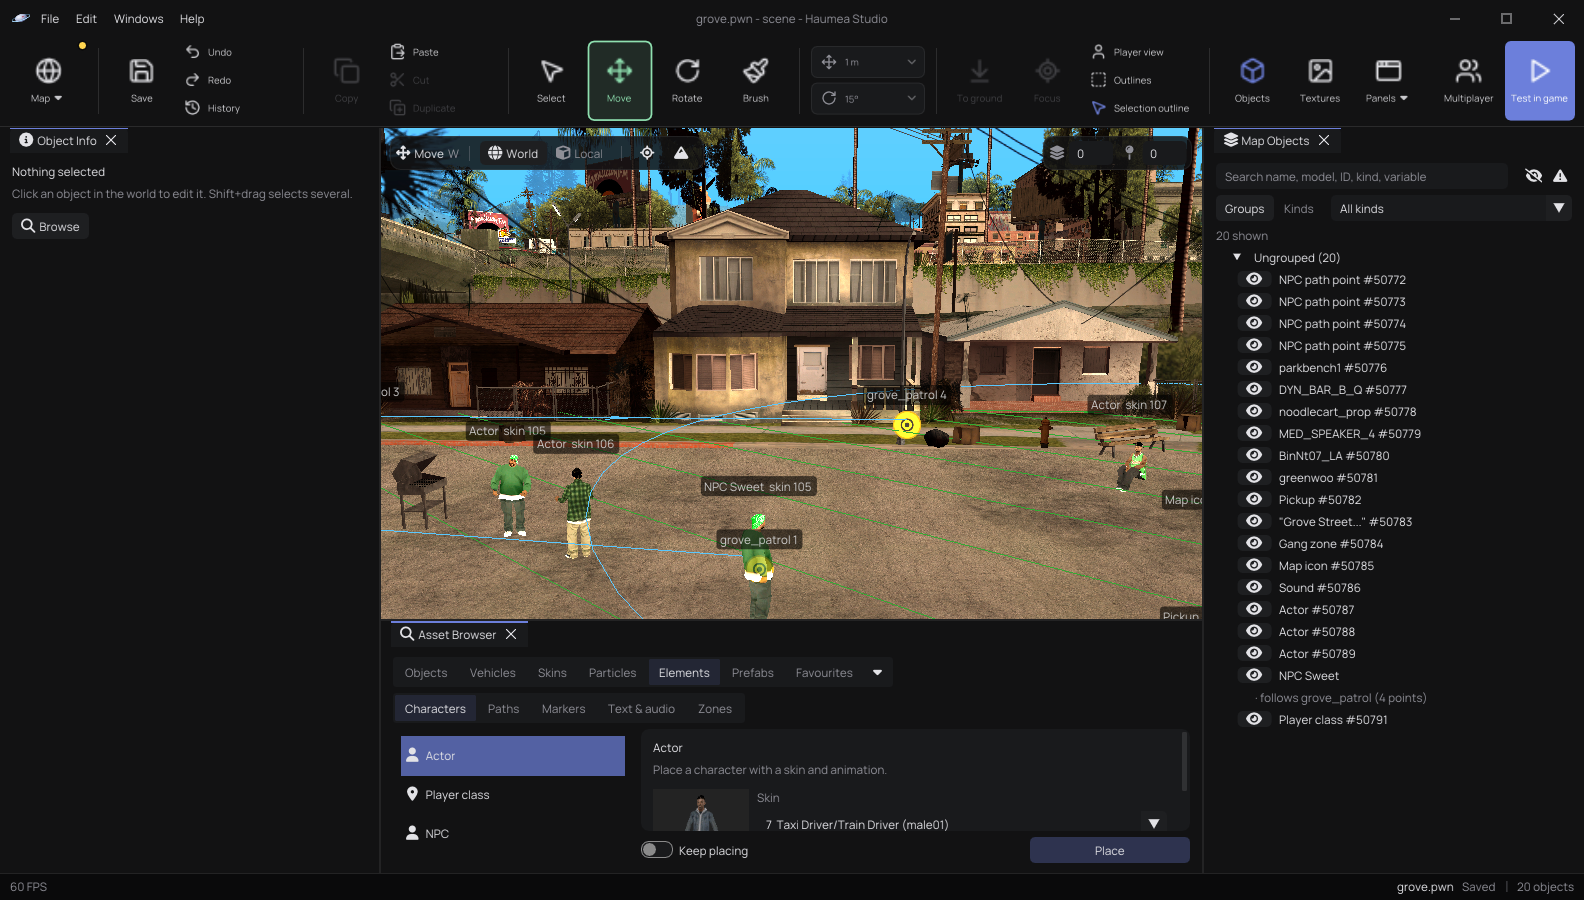 File Edit Windows Help
grove.pwn - scene - Haumea Studio
Map
Save
Undo
Redo
History
Copy
Paste
Cut
Duplicate
Select
Move
Rotate
Brush
1 m
15°
To ground
Focus
Player view
Outlines
Selection outline
Objects
Textures
Panels
Multiplayer
Test in game
Object Info
Nothing selected
Click an object in the world to edit it. Shift+drag selects several.
Browse
Move W
World
Local
0
0
ol 3
grove_patrol 4
Actor skin 107
Actor skin 105
Actor skin 106
NPC Sweet skin 105
Map ic
grove_patrol 1
Pickup
Asset Browser
Objects Vehicles Skins Particles Elements Prefabs Favourites
Characters Paths Markers Text & audio Zones
Actor
Player class
NPC
Actor
Place a character with a skin and animation.
Skin
7 Taxi Driver/Train Driver (male01)
Keep placing
Place
Map Objects
Search name, model, ID, kind, variable
Groups Kinds All kinds
20 shown
Ungrouped (20)
NPC path point #50772
NPC path point #50773
NPC path point #50774
NPC path point #50775
parkbench1 #50776
DYN_BAR_B_Q #50777
noodlecart_prop #50778
MED_SPEAKER_4 #50779
BinNt07_LA #50780
greenwoo #50781
Pickup #50782
"Grove Street..." #50783
Gang zone #50784
Map icon #50785
Sound #50786
Actor #50787
Actor #50788
Actor #50789
NPC Sweet
· follows grove_patrol (4 points)
Player class #50791
60 FPS
grove.pwn Saved 20 objects